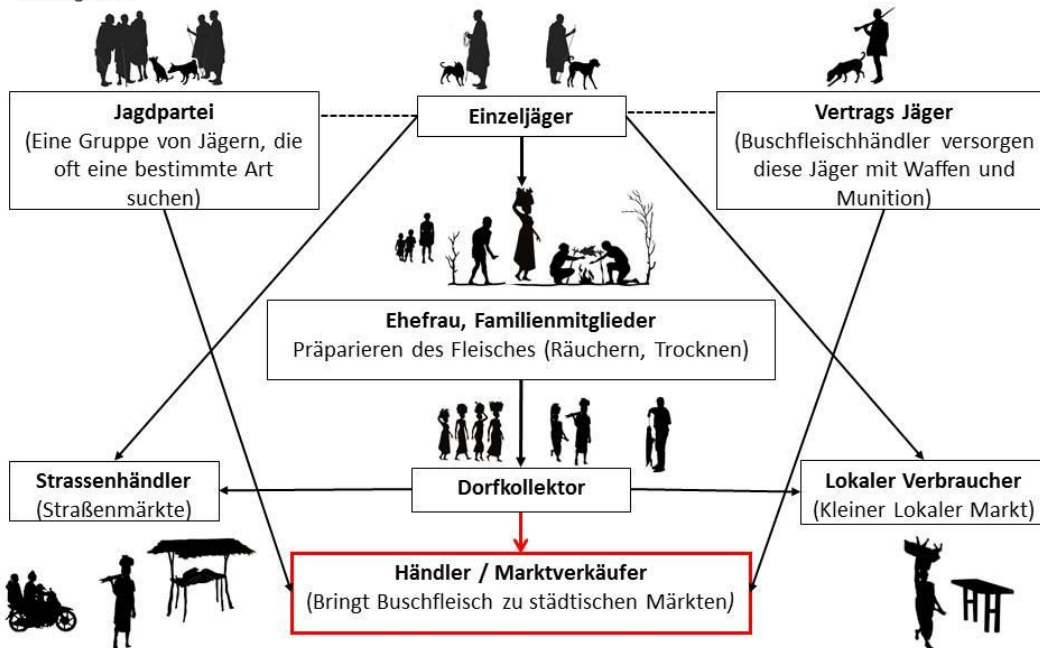 Jagdpartei
(Eine Gruppe von Jägern, die
oft eine bestimmte Art
suchen)
Einzeljäger
Vertrags Jäger
(Buschfleischhändler versorgen
diese Jäger mit Waffen und
Munition)
Ehefrau, Familienmitglieder
Präparieren des Fleisches (Räuchern, Trocknen)
Strassenhändler
(Straßenmärkte)
Dorfkollektor
Lokaler Verbraucher
(Kleiner Lokaler Markt)
Händler / Marktverkäufer
(Bringt Buschfleisch zu städtischen Märkten)